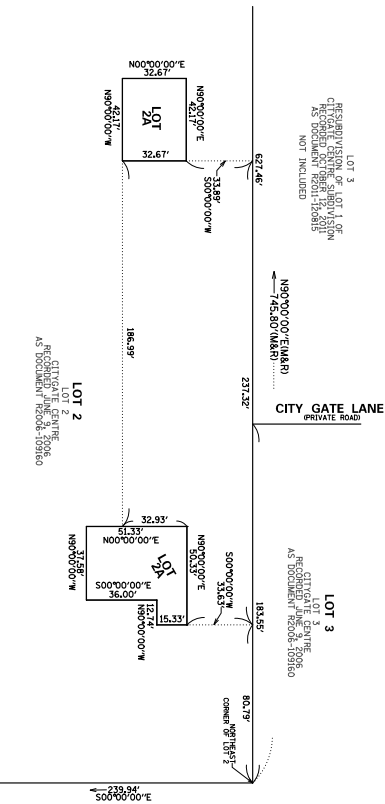 LOT 3
RESUBDIVISION OF LOT 1 OF
CITYGATE CENTRE SUBDIVISION
RECORDED OCTOBER 12, 2011
AS DOCUMENT R2011-120815
NOT INCLUDED
N90°00'00"E(M&R)
745.80'(M&R)
627.46'
237.32'
CITY GATE LANE
(PRIVATE ROAD)
183.55'
80.79'
LOT 3
LOT 3
CITYGATE CENTRE
RECORDED JUNE 9, 2006
AS DOCUMENT R2006-109160
NORTHEAST
CORNER OF LOT 2
239.94'
S00°00'00"E
33.89'
S00°00'00"W
N00°00'00"E
32.67'
N90°00'00"E
42.17'
LOT
2A
42.17'
N90°00'00"W
32.67'
186.99'
S00°00'00"W
33.63'
N90°00'00"E
50.33'
32.93'
51.33'
N00°00'00"E
LOT
2A
15.33'
12.74'
N90°00'00"W
S00°00'00"E
36.00'
37.58'
N90°00'00"W
LOT 2
LOT 2
CITYGATE CENTRE
RECORDED JUNE 9, 2006
AS DOCUMENT R2006-109160